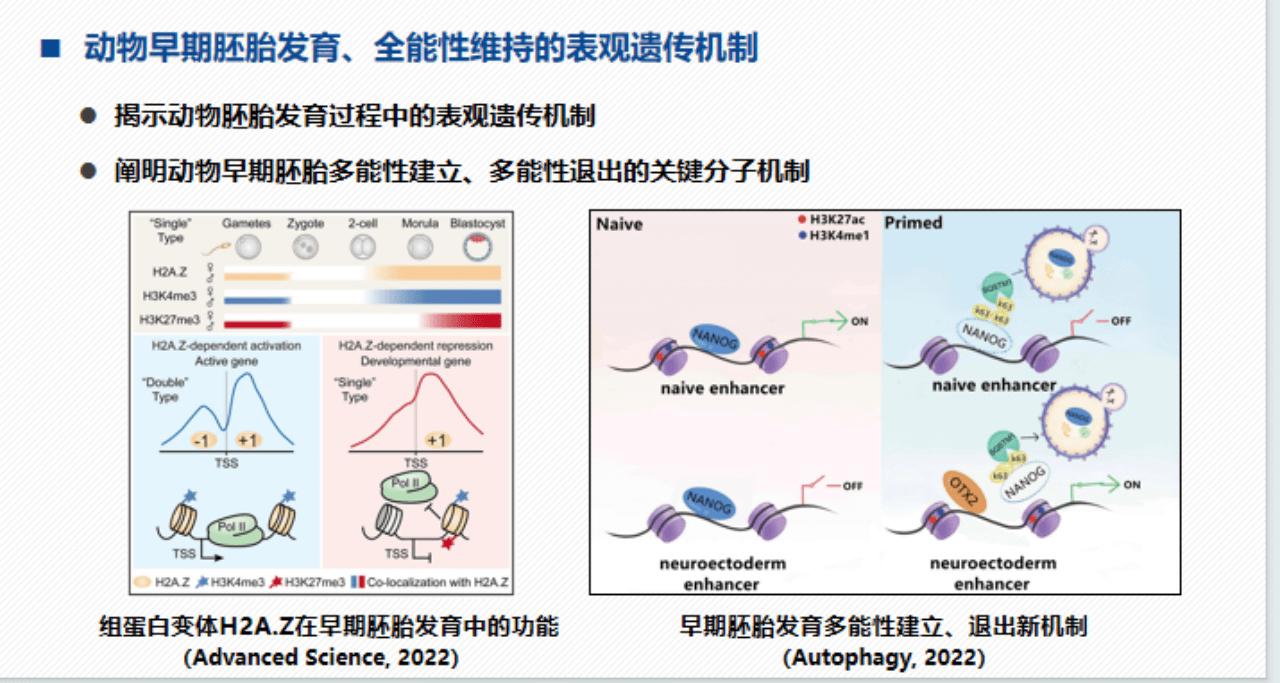 动物早期胚胎发育、全能性维持的表观遗传机制
揭示动物胚胎发育过程中的表观遗传机制
阐明动物早期胚胎多能性建立、多能性退出的关键分子机制
"Single" Type
Gametes Zygote 2-cell Morula Blastocyst
H2A.Z ♀ ♂
H3K4me3 ♀ ♂
H3K27me3 ♀ ♂
H2A.Z-dependent activation
Active gene
"Double" Type
-1 +1
TSS
Pol II
TSS
H2A.Z-dependent repression
Developmental gene
"Single" Type
+1
TSS
Pol II
TSS
H2A.Z H3K4me3 H3K27me3 Co-localization with H2A.Z
Naive
H3K27ac
H3K4me1
NANOG
ON
naive enhancer
NANOG
OFF
neuroectoderm
enhancer
Primed
NANOG
SQSTM1
k63
k63 k63
NANOG
OFF
naive enhancer
NANOG
SQSTM1
k63
k63
OTX2
NANOG
ON
neuroectoderm
enhancer
组蛋白变体H2A.Z在早期胚胎发育中的功能
(Advanced Science, 2022)
早期胚胎发育多能性建立、退出新机制
(Autophagy, 2022)